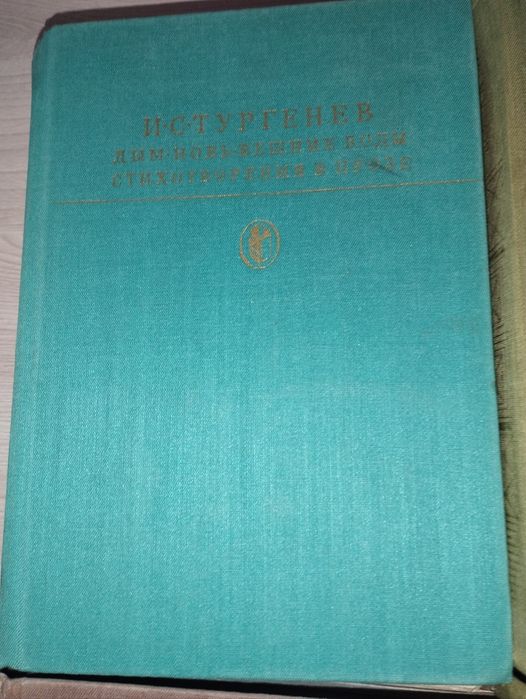 И·С·ТУРГЕНЕВ
ДЫМ·НОВЬ·ВЕШНИЕ ВОДЫ
СТИХОТВОРЕНИЯ В ПРОЗЕ